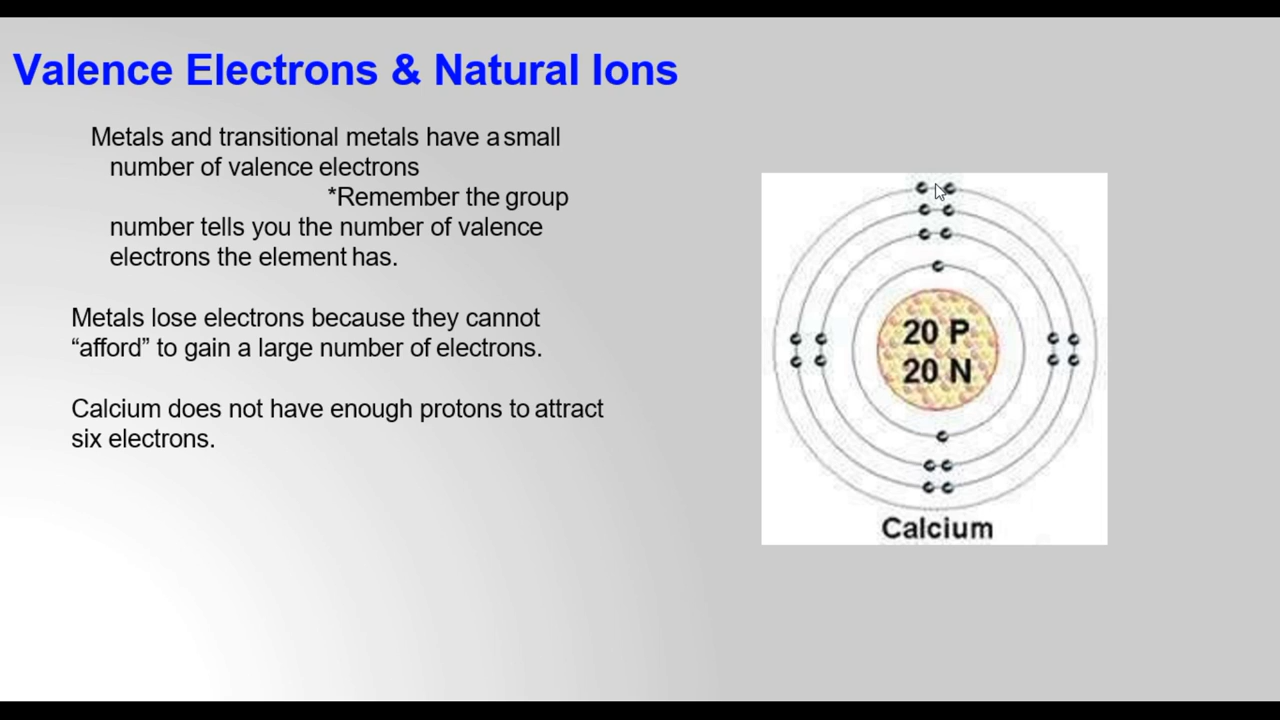 Valence Electrons & Natural Ions
Metals and transitional metals have a small
number of valence electrons
*Remember the group
number tells you the number of valence
electrons the element has.
Metals lose electrons because they cannot
“afford” to gain a large number of electrons.
Calcium does not have enough protons to attract
six electrons.
20 P
20 N
Calcium